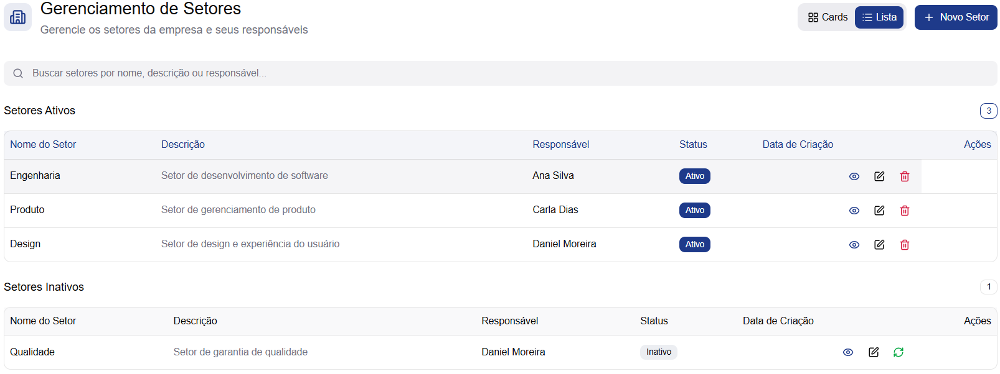 Gerenciamento de Setores
Gerencie os setores da empresa e seus responsáveis
Cards Lista Novo Setor
Buscar setores por nome, descrição ou responsável...
Setores Ativos 3
Nome do Setor Descrição Responsável Status Data de Criação Ações
Engenharia Setor de desenvolvimento de software Ana Silva Ativo
Produto Setor de gerenciamento de produto Carla Dias Ativo
Design Setor de design e experiência do usuário Daniel Moreira Ativo
Setores Inativos 1
Nome do Setor Descrição Responsável Status Data de Criação Ações
Qualidade Setor de garantia de qualidade Daniel Moreira Inativo